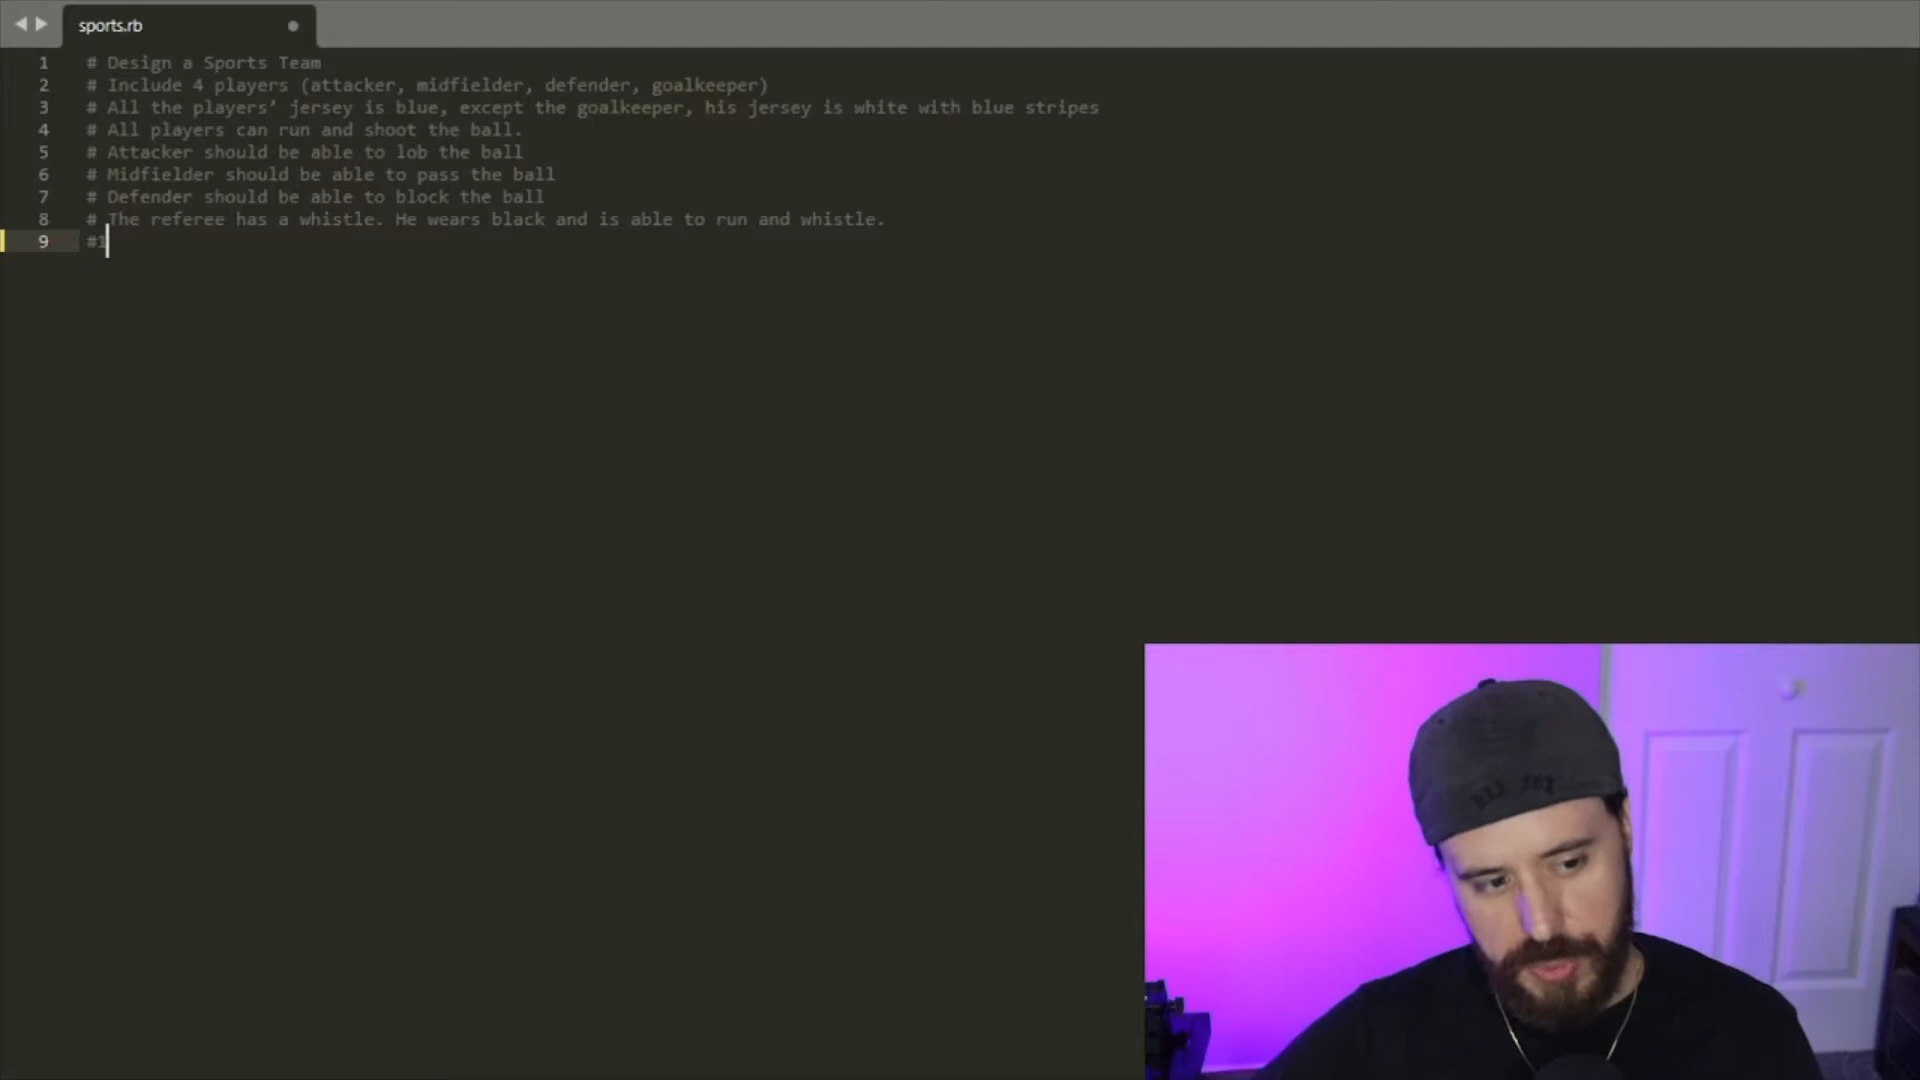 sports.rb
1 # Design a Sports Team
2 # Include 4 players (attacker, midfielder, defender, goalkeeper)
3 # All the players’ jersey is blue, except the goalkeeper, his jersey is white with blue stripes
4 # All players can run and shoot the ball.
5 # Attacker should be able to lob the ball
6 # Midfielder should be able to pass the ball
7 # Defender should be able to block the ball
8 # The referee has a whistle. He wears black and is able to run and whistle.
9 #1